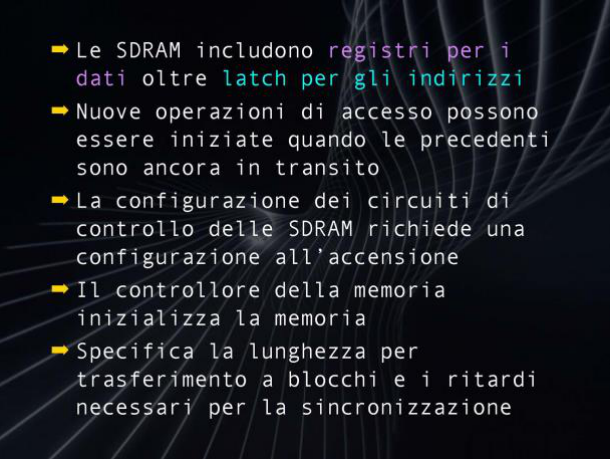 Le SDRAM includono registri per i
dati oltre latch per gli indirizzi
Nuove operazioni di accesso possono
essere iniziate quando le precedenti
sono ancora in transito
La configurazione dei circuiti di
controllo delle SDRAM richiede una
configurazione all'accensione
Il controllore della memoria
inizializza la memoria
Specifica la lunghezza per
trasferimento a blocchi e i ritardi
necessari per la sincronizzazione